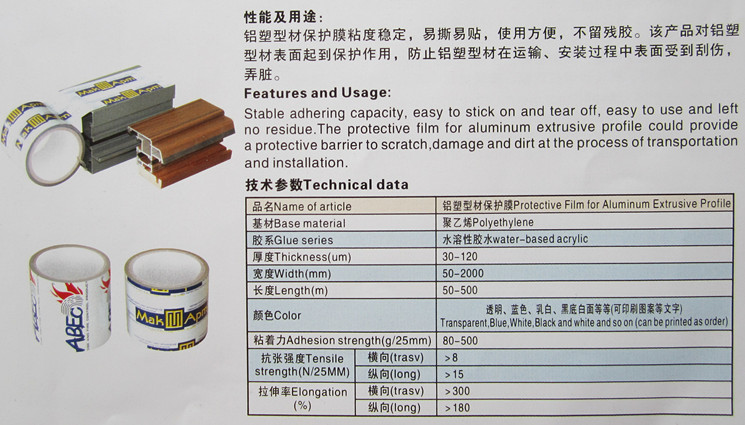 性能及用途：
铝塑型材保护膜粘度稳定，易撕易贴，使用方便，不留残胶。该产品对铝塑
型材表面起到保护作用，防止铝塑型材在运输、安装过程中表面受到刮伤，
弄脏。
Features and Usage:
Stable adhering capacity, easy to stick on and tear off, easy to use and left
no residue.The protective film for aluminum extrusive profile could provide
a protective barrier to scratch,damage and dirt at the process of transportation
and installation.
技术参数Technical data
品名Name of article 铝塑型材保护膜Protective Film for Aluminum Extrusive Profile
基材Base material 聚乙烯Polyethylene
胶系Glue series 水溶性胶水water-based acrylic
厚度Thickness(um) 30-120
宽度Width(mm) 50-2000
长度Length(m) 50-500
颜色Color 透明、蓝色、乳白、黑底白面等等(可印刷图案等文字)
Transparent,Blue,White,Black and white and so on (can be printed as order)
粘着力Adhesion strength(g/25mm) 80-500
抗张强度Tensile strength(N/25MM) 横向(trasv) >8
纵向(long) >15
拉伸率Elongation (%) 横向(trasv) >300
纵向(long) >180
Mak Apm
ABEC
Mak Apm